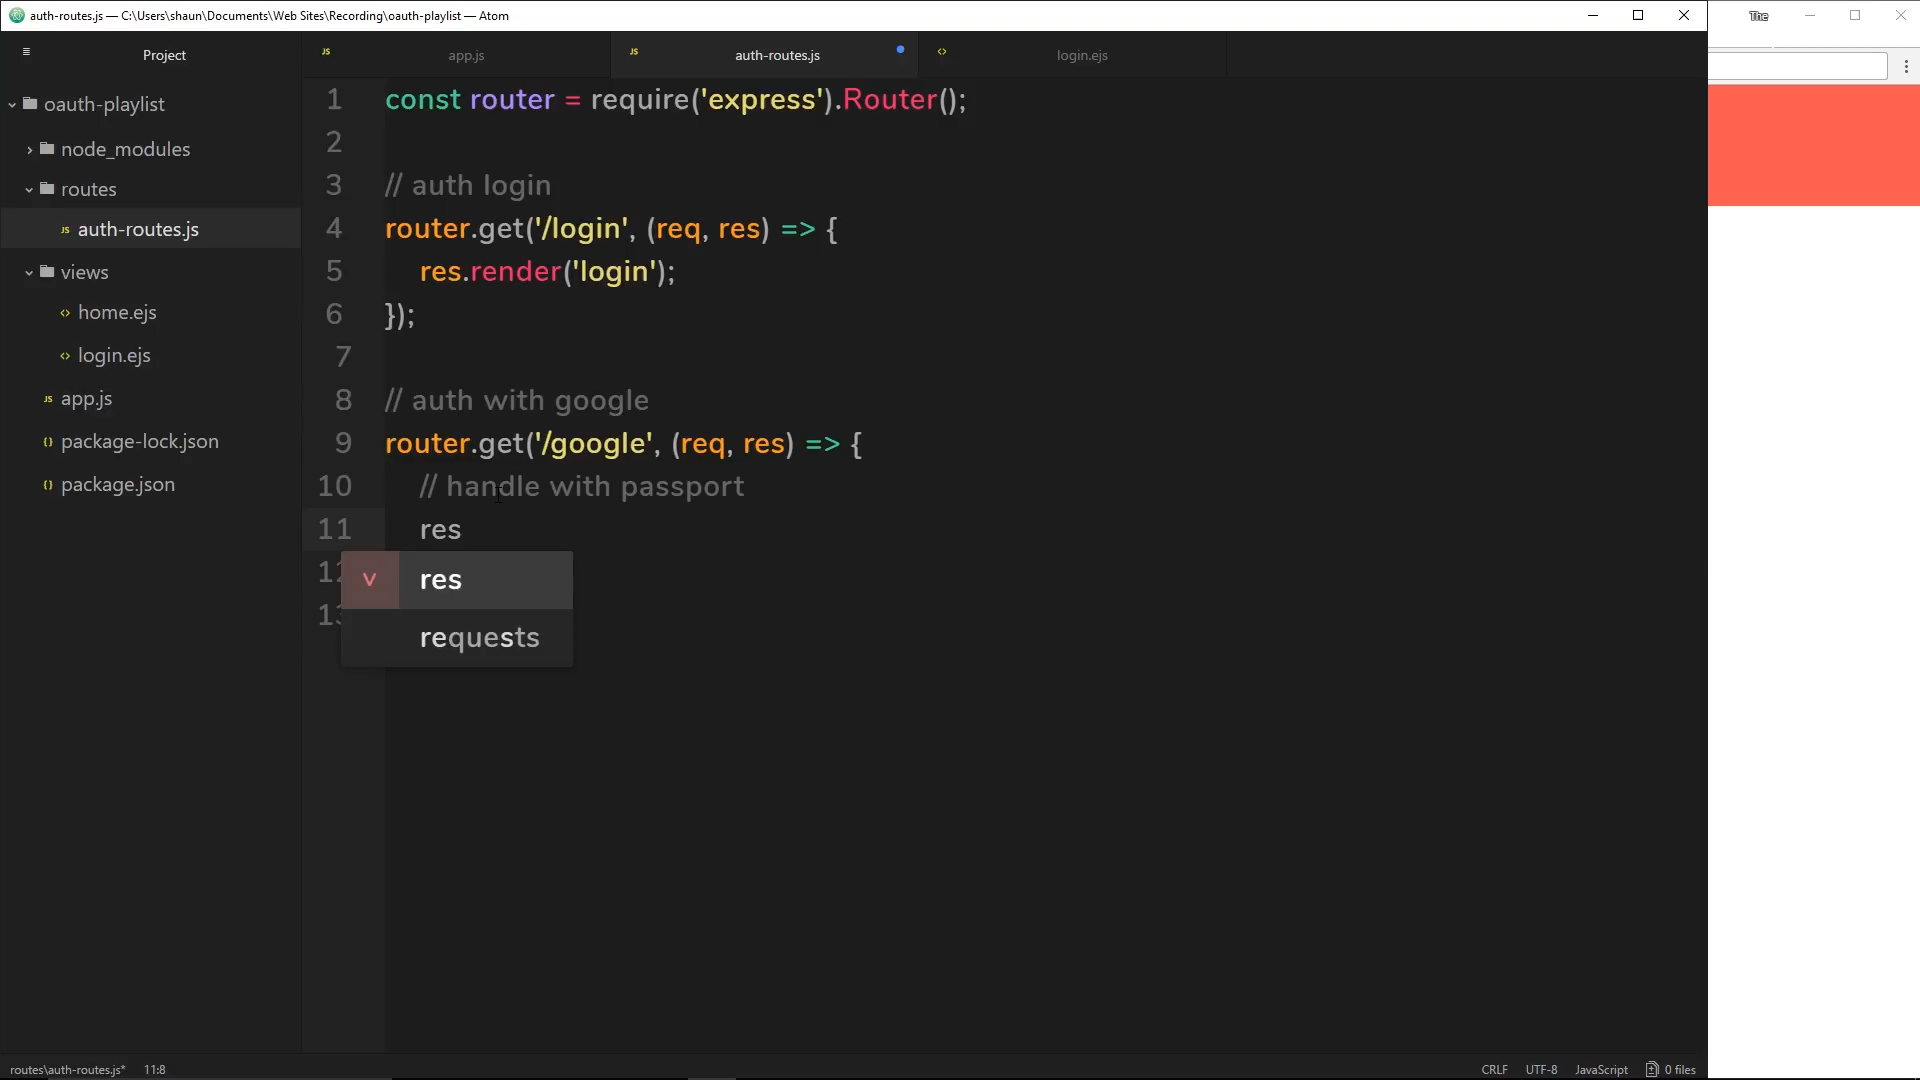 auth-routes.js — C:\Users\shaun\Documents\Web Sites\Recording\oauth-playlist — Atom
The
Project
app.js
auth-routes.js
login.ejs
oauth-playlist
node_modules
routes
auth-routes.js
views
home.ejs
login.ejs
app.js
package-lock.json
package.json
1 const router = require('express').Router();
2
3 // auth login
4 router.get('/login', (req, res) => {
5 res.render('login');
6 });
7
8 // auth with google
9 router.get('/google', (req, res) => {
10 // handle with passport
11 res
12
13
v res
requests
routes\auth-routes.js* 11:8
CRLF UTF-8 JavaScript 0 files